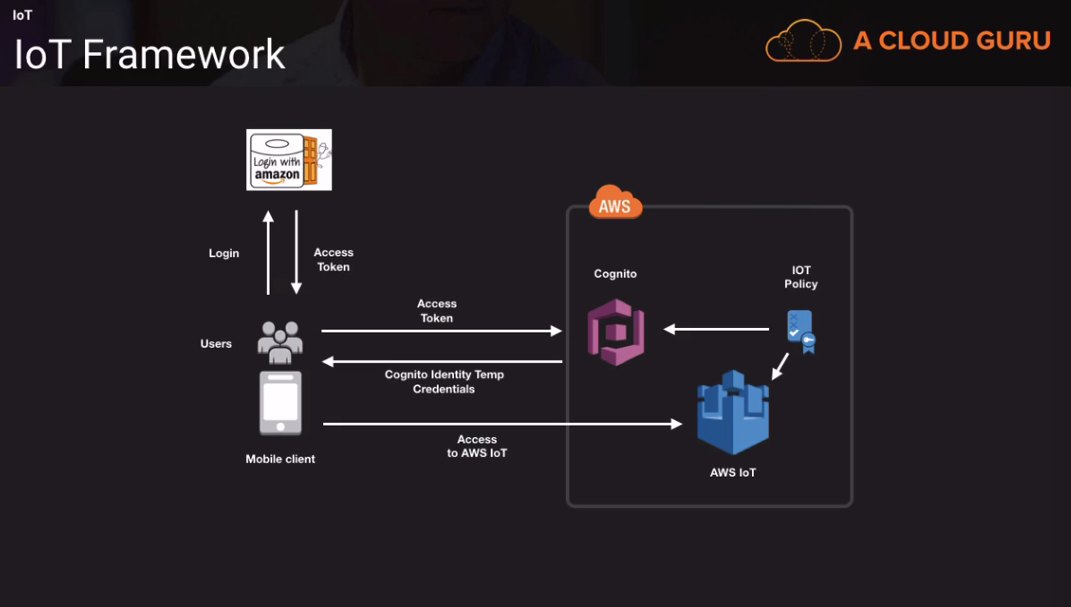 IoT
IoT Framework
A CLOUD GURU
Login with
amazon
AWS
Login
Access
Token
Cognito
IOT
Policy
Access
Token
Users
Cognito Identity Temp
Credentials
Access
to AWS IoT
Mobile client
AWS IoT